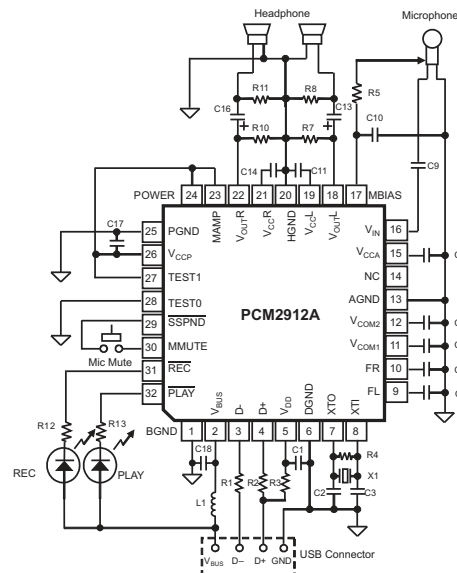 Headphone
Microphone
R11
R8
R5
C16
C13
R10
R7
C10
C14
C11
C9
POWER
24
23
22
21
20
19
18
17
MBIAS
MAMP
VOUTR
VCCR
HGND
VCCL
VOUTL
C17
25
PGND
VIN
16
26
VCCP
VCCA
15
27
TEST1
NC
14
28
TEST0
AGND
13
29
SSPND
PCM2912A
VCOM2
12
30
MMUTE
VCOM1
11
Mic Mute
31
REC
FR
10
32
PLAY
FL
9
VBUS
D-
D+
VDD
DGND
XTO
XTI
BGND
1
2
3
4
5
6
7
8
R12
R13
REC
PLAY
C18
C1
R4
X1
R1
R2
R3
C2
C3
L1
VBUS
D–
D+
GND
USB Connector